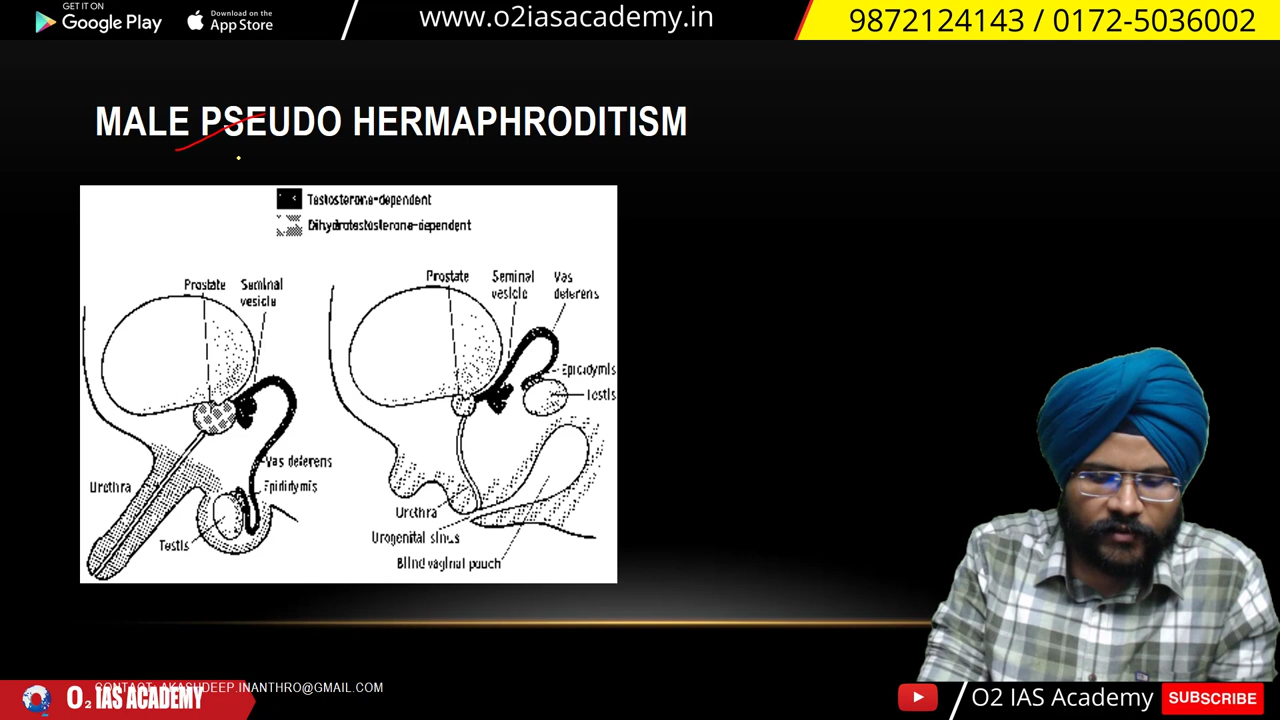 GET IT ON
Google Play
Download on the
App Store
www.o2iasacademy.in
9872124143 / 0172-5036002
MALE PSEUDO HERMAPHRODITISM
Testosterone-dependent
Dihydrotestosterone-dependent
Prostate
Seminal
vesicle
Vas deferens
Epididymis
Urethra
Testis
Prostate
Seminal
vesicle
Vas
deferens
Epididymis
Testis
Urethra
Urogenital sinus
Blind vaginal pouch
CONTACT: AKASHDEEP.INANTHRO@GMAIL.COM
O2 IAS ACADEMY
O2 IAS Academy
SUBSCRIBE